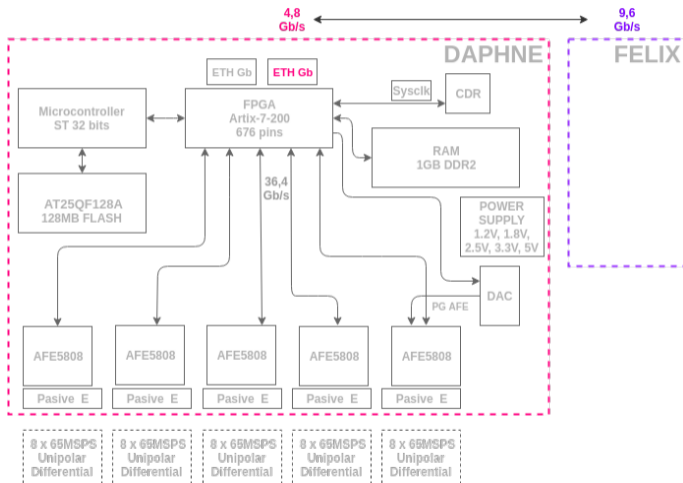 4,8
Gb/s
9,6
Gb/s
DAPHNE
FELIX
ETH Gb
ETH Gb
Sysclk
CDR
Microcontroller
ST 32 bits
FPGA
Artix-7-200
676 pins
RAM
1GB DDR2
AT25QF128A
128MB FLASH
36,4
Gb/s
POWER
SUPPLY
1.2V, 1.8V,
2.5V, 3.3V, 5V
DAC
PG AFE
AFE5808
AFE5808
AFE5808
AFE5808
AFE5808
Pasive E
Pasive E
Pasive E
Pasive E
Pasive E
8 x 65MSPS
Unipolar
Differential
8 x 65MSPS
Unipolar
Differential
8 x 65MSPS
Unipolar
Differential
8 x 65MSPS
Unipolar
Differential
8 x 65MSPS
Unipolar
Differential